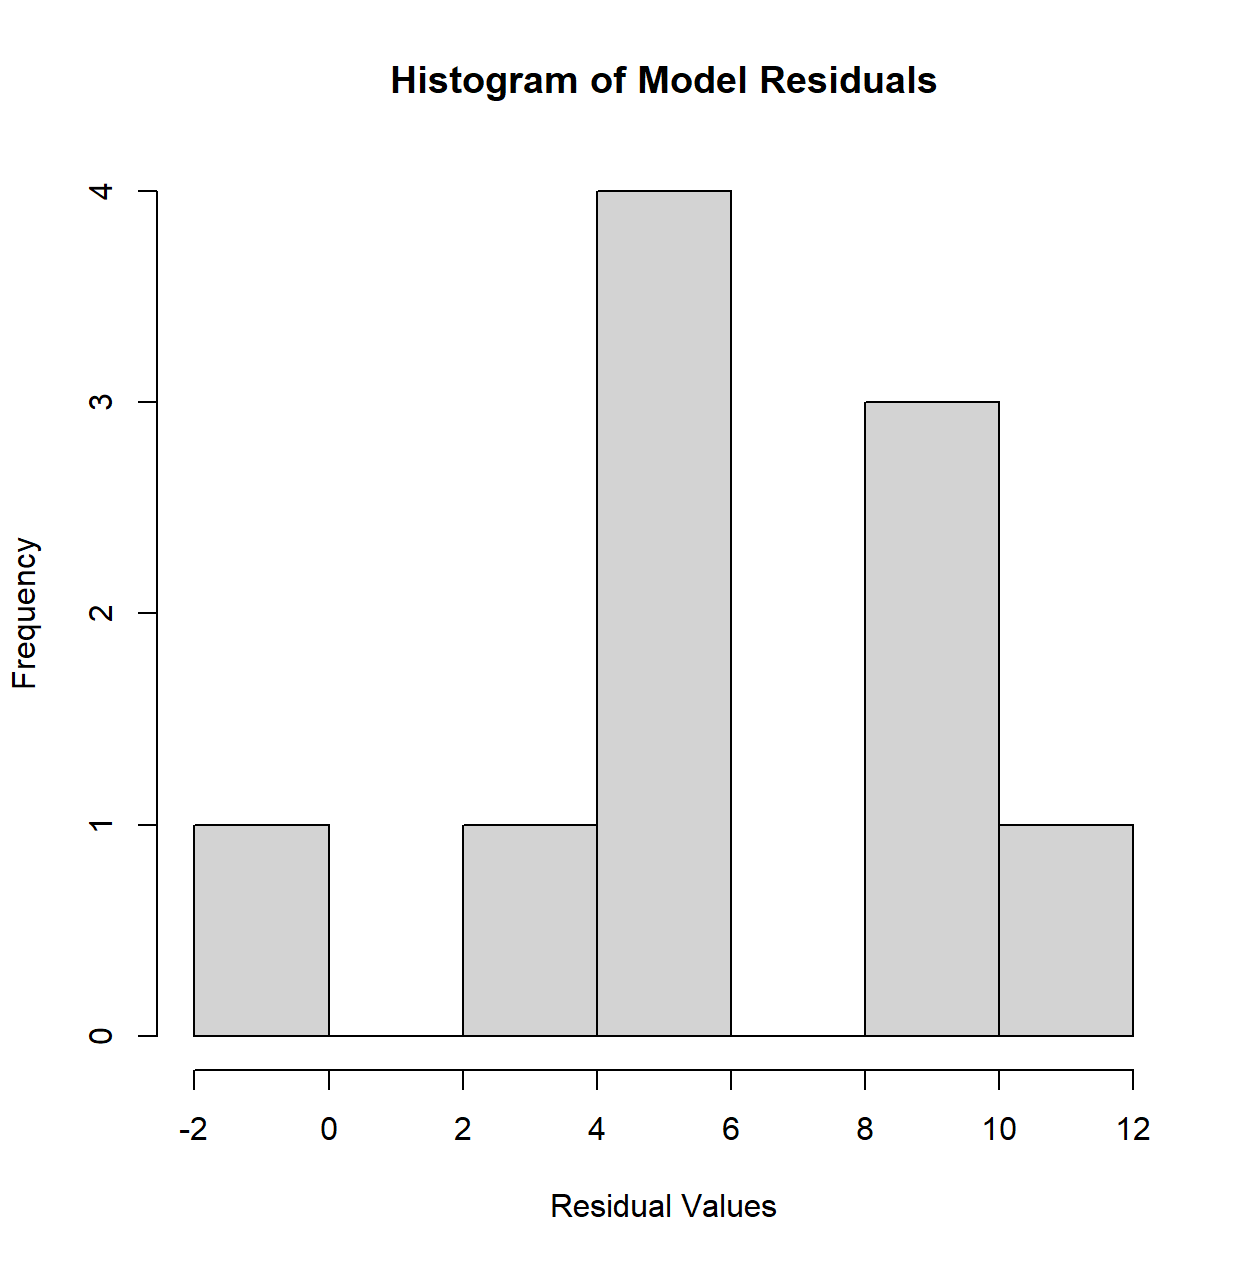 Histogram of Model Residuals
4
3
2
1
0
Frequency
-2 0 2 4 6 8 10 12
Residual Values